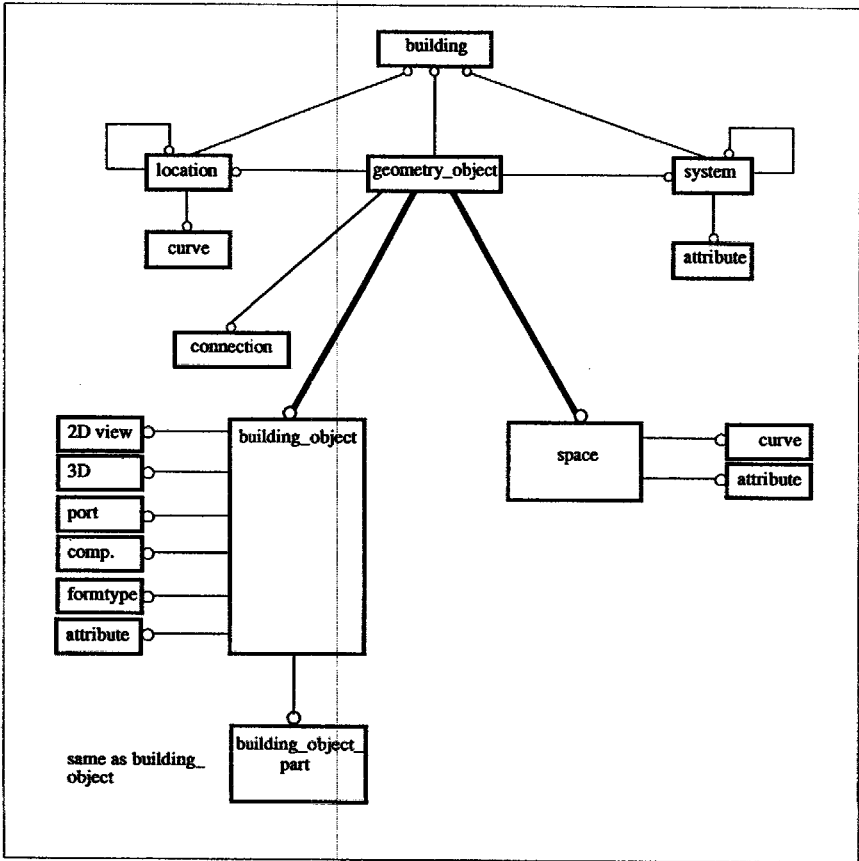 building
location
geometry_object
system
curve
attribute
connection
2D view
building_object
3D
space
curve
port
attribute
comp.
formtype
attribute
same as building_
object
building_object_
part